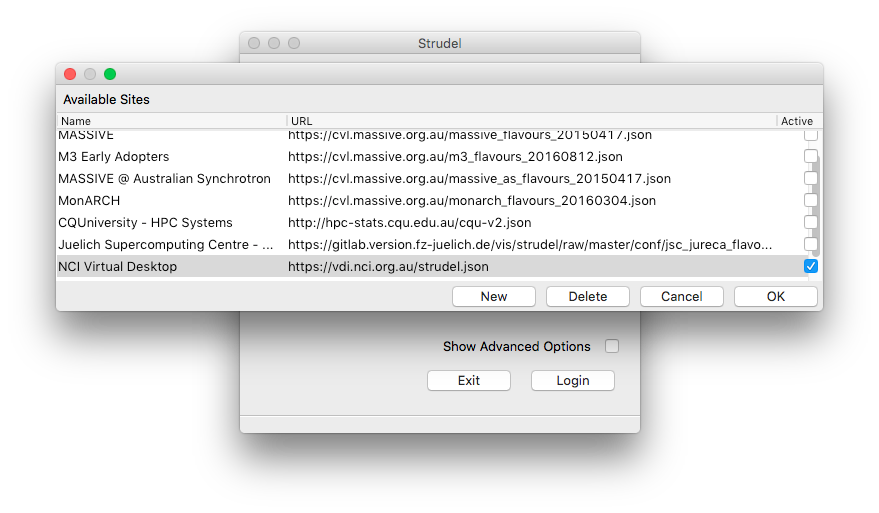 Strudel
Available Sites
Name URL Active
MASSIVE https://cvl.massive.org.au/massive_flavours_20150417.json
M3 Early Adopters https://cvl.massive.org.au/m3_flavours_20160812.json
MASSIVE @ Australian Synchrotron https://cvl.massive.org.au/massive_as_flavours_20150417.json
MonARCH https://cvl.massive.org.au/monarch_flavours_20160304.json
CQUniversity - HPC Systems http://hpc-stats.cqu.edu.au/cqu-v2.json
Juelich Supercomputing Centre - ... https://gitlab.version.fz-juelich.de/vis/strudel/raw/master/conf/jsc_jureca_flavo...
NCI Virtual Desktop https://vdi.nci.org.au/strudel.json
New Delete Cancel OK
Show Advanced Options
Exit Login